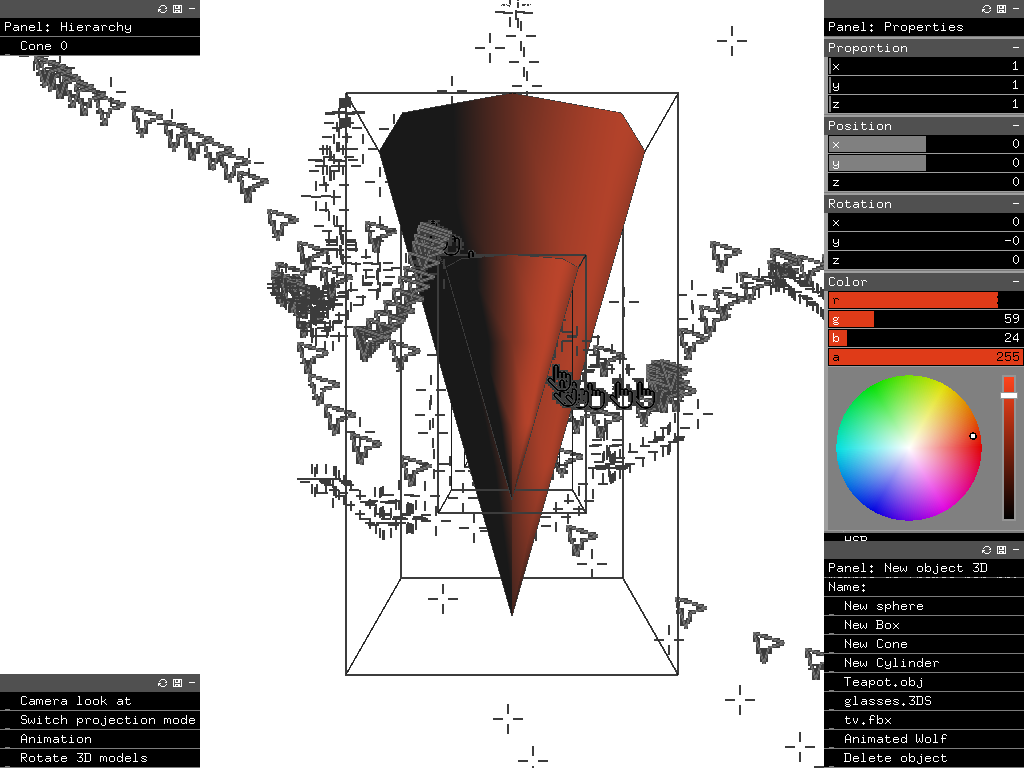 Panel: Hierarchy
Cone 0
Panel: Properties
Proportion
x 1
y 1
z 1
Position
x 0
y 0
z 0
Rotation
x 0
y -0
z 0
Color
r
g 59
b 24
a 255
HSB
Panel: New object 3D
Name:
New sphere
New Box
New Cone
New Cylinder
Teapot.obj
glasses.3DS
tv.fbx
Animated Wolf
Delete object
Camera look at
Switch projection mode
Animation
Rotate 3D models